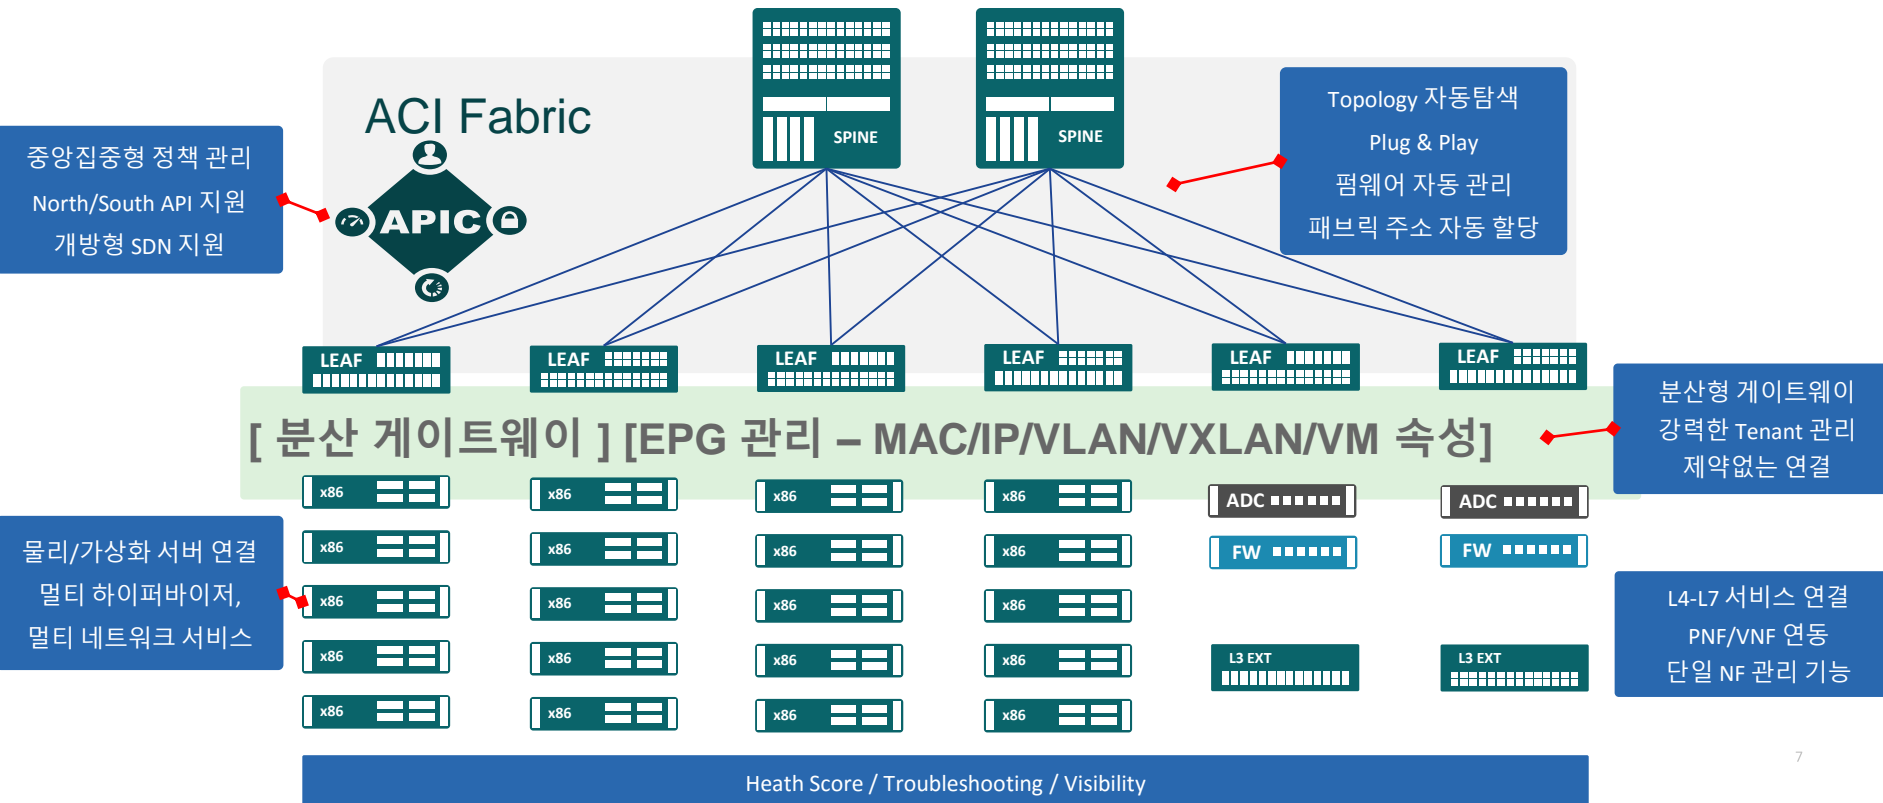 ACI Fabric
APIC
SPINE
SPINE
중앙집중형 정책 관리
North/South API 지원
개방형 SDN 지원
Topology 자동탐색
Plug & Play
펌웨어 자동 관리
패브릭 주소 자동 할당
LEAF
LEAF
LEAF
LEAF
LEAF
LEAF
[ 분산 게이트웨이 ] [EPG 관리 – MAC/IP/VLAN/VXLAN/VM 속성]
분산형 게이트웨이
강력한 Tenant 관리
제약없는 연결
x86
x86
x86
x86
ADC
ADC
물리/가상화 서버 연결
멀티 하이퍼바이저,
멀티 네트워크 서비스
x86
x86
x86
x86
FW
FW
x86
x86
x86
x86
L4-L7 서비스 연결
PNF/VNF 연동
단일 NF 관리 기능
x86
x86
x86
x86
L3 EXT
L3 EXT
x86
x86
x86
x86
Heath Score / Troubleshooting / Visibility
7